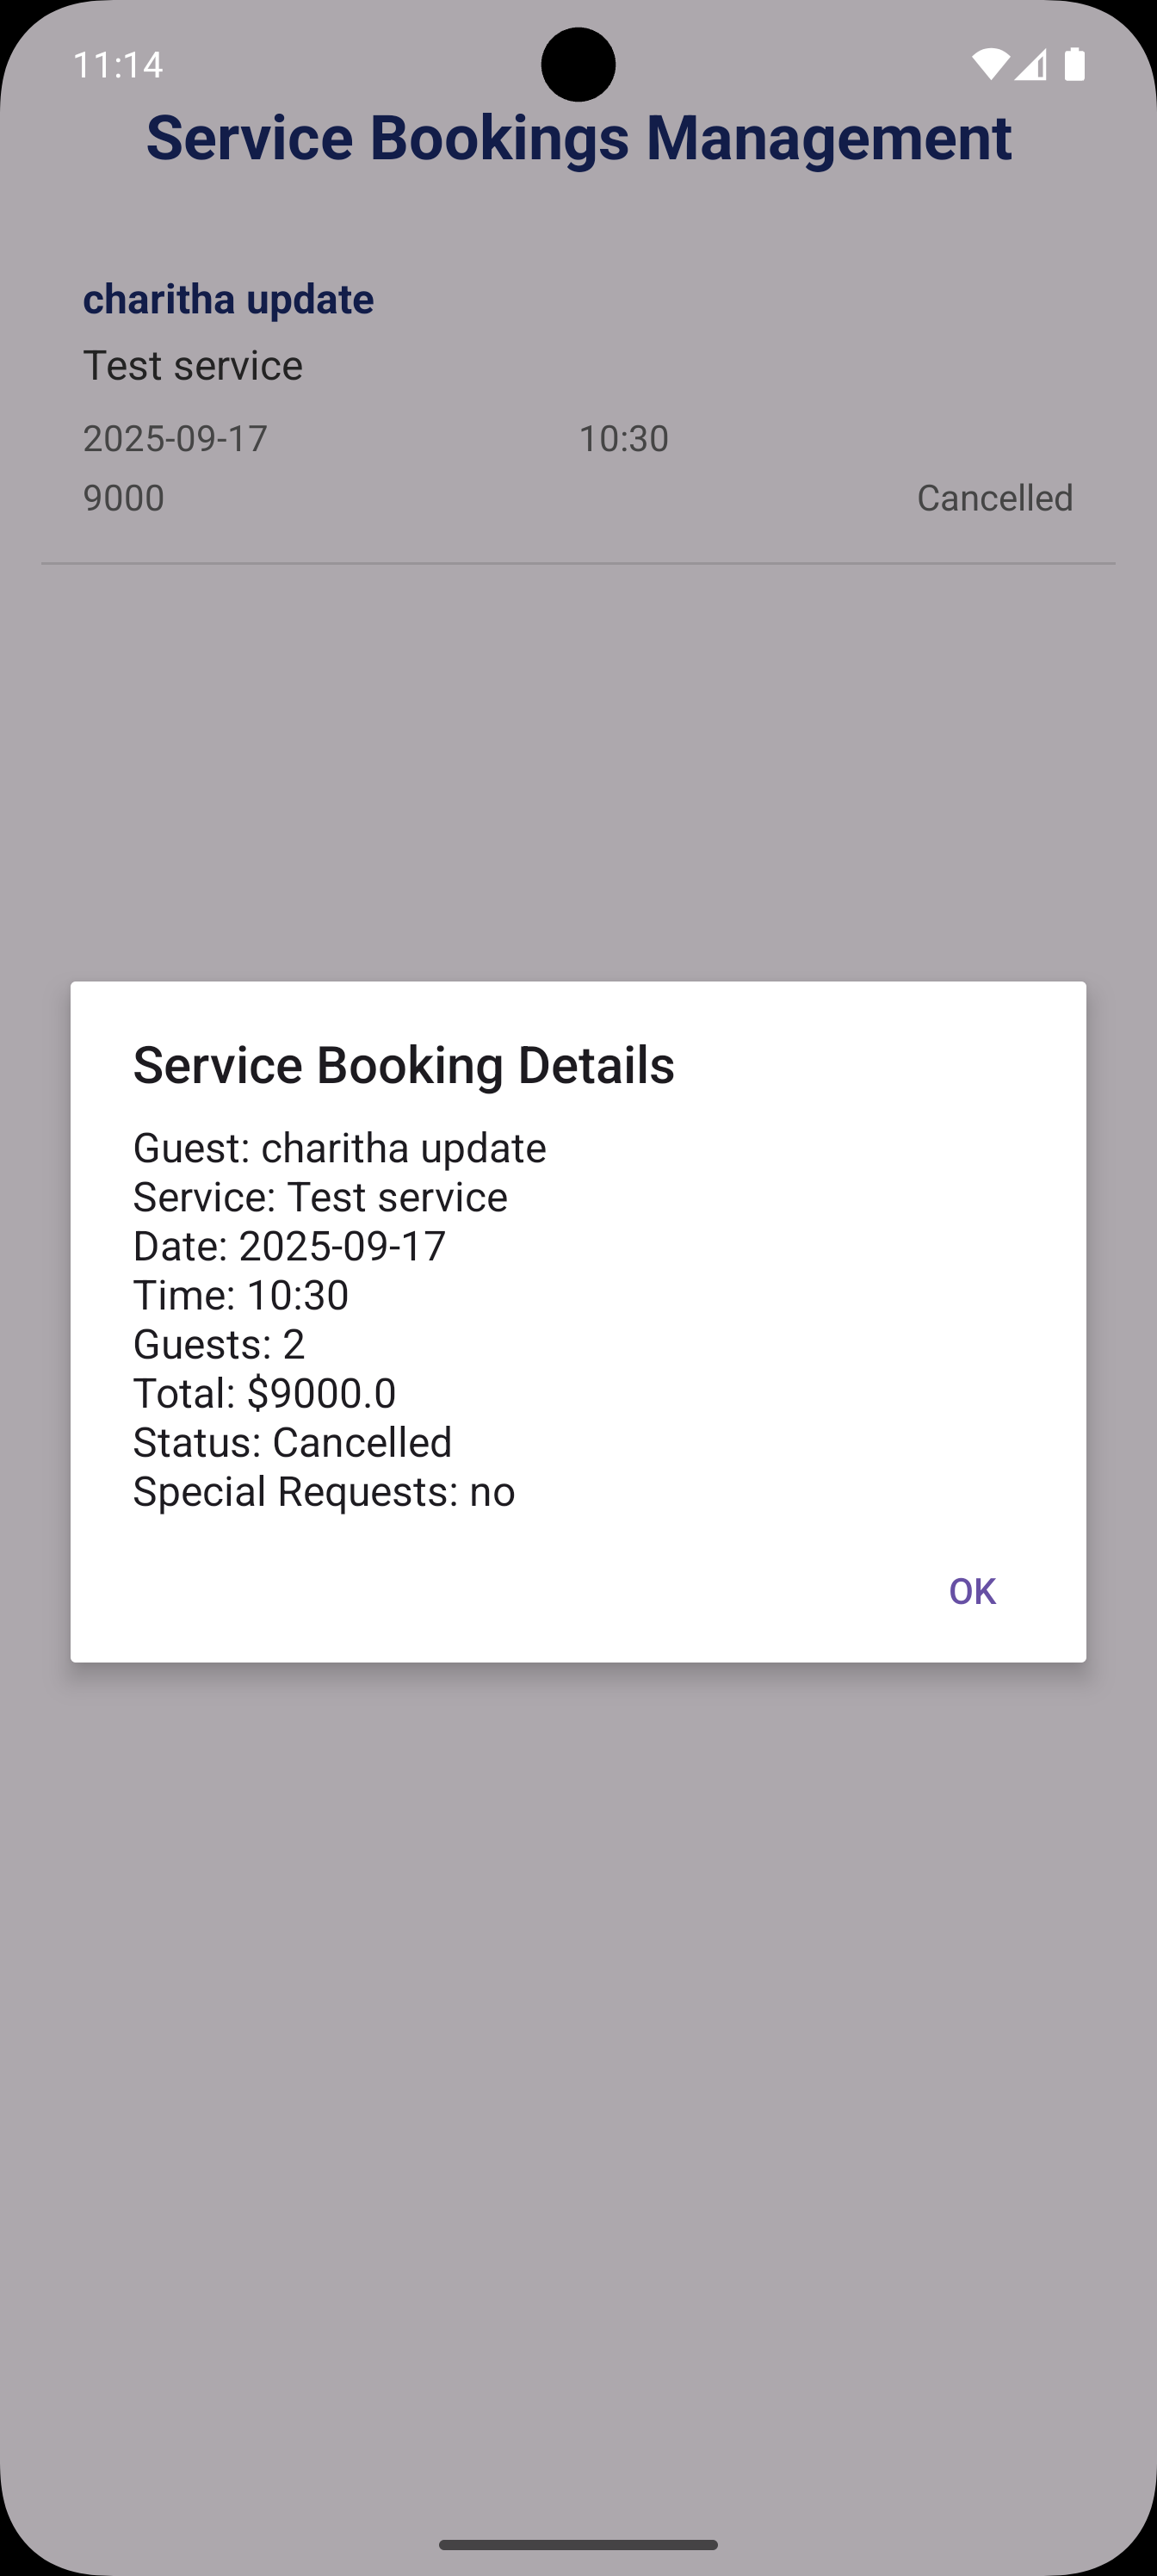 11:14
Service Bookings Management
charitha update
Test service
2025-09-17 10:30
9000 Cancelled
Service Booking Details
Guest: charitha update
Service: Test service
Date: 2025-09-17
Time: 10:30
Guests: 2
Total: $9000.0
Status: Cancelled
Special Requests: no
OK